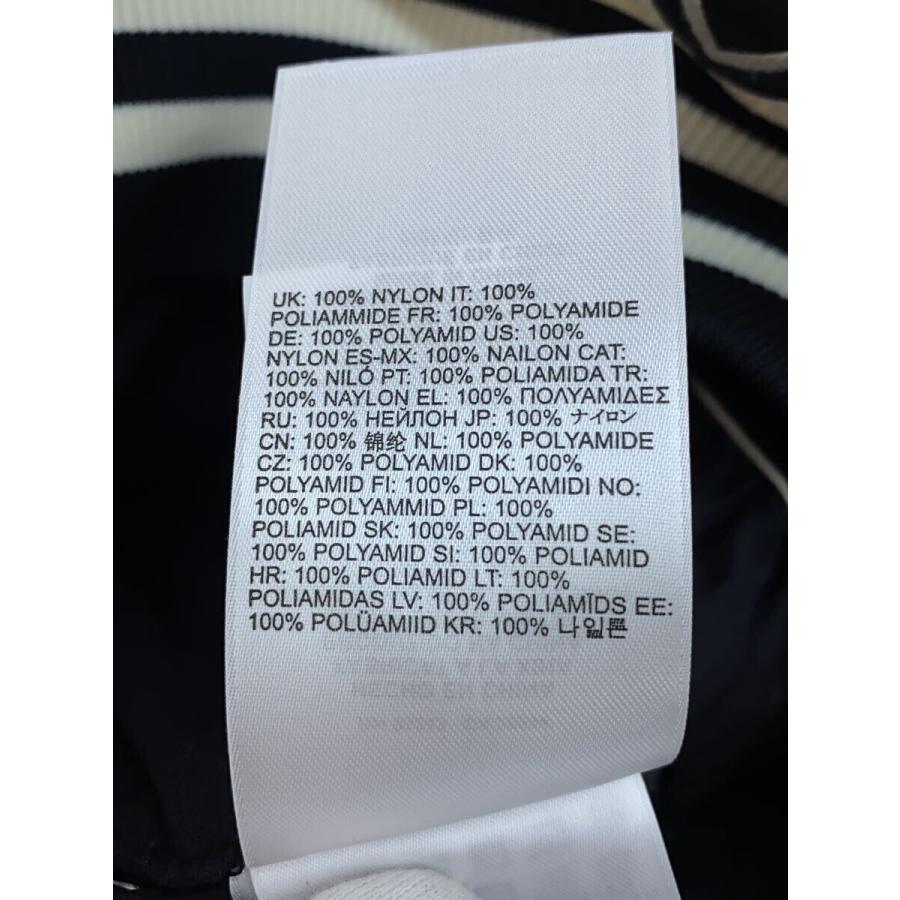 UK: 100% NYLON IT: 100%
POLIAMMIDE FR: 100% POLYAMIDE
DE: 100% POLYAMID US: 100%
NYLON ES-MX: 100% NAILON CAT:
100% NILÓ PT: 100% POLIAMIDA TR:
100% NAYLON EL: 100% ΠΟΛΥΑΜΙΔΕΣ
RU: 100% НЕЙЛОН JP: 100% ナイロン
CN: 100% 锦纶 NL: 100% POLYAMIDE
CZ: 100% POLYAMID DK: 100%
POLYAMID FI: 100% POLYAMIDI NO:
100% POLYAMMID PL: 100%
POLIAMID SK: 100% POLYAMID SE:
100% POLYAMID SI: 100% POLIAMID
HR: 100% POLIAMID LT: 100%
POLIAMIDAS LV: 100% POLIAMĪDS EE:
100% POLÜAMIID KR: 100% 나일론
HECHO EN CHINA